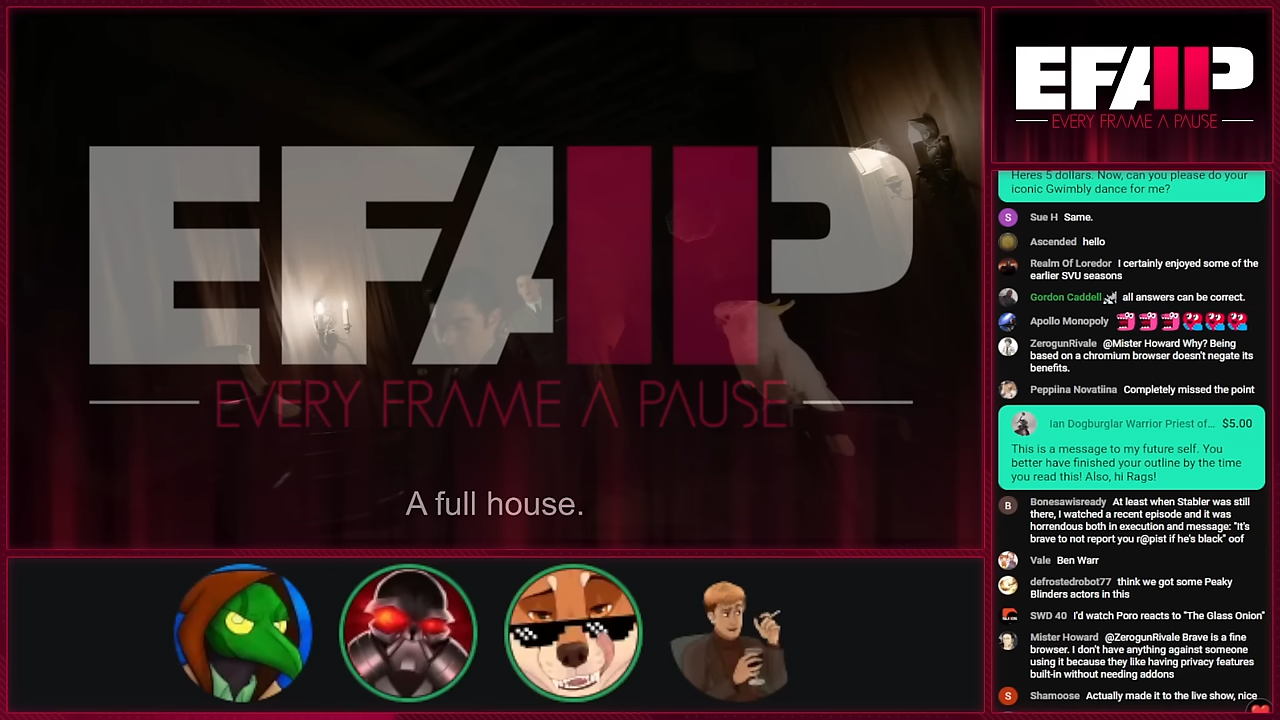 EFAP
EVERY FRAME A PAUSE
A full house.
EFAP
EVERY FRAME A PAUSE
Heres 5 dollars. Now, can you please do your
iconic Gwimbly dance for me?
S Sue H Same.
Ascended hello
Realm Of Loredor I certainly enjoyed some of the
earlier SVU seasons
Gordon Caddell all answers can be correct.
Apollo Monopoly
ZerogunRivale @Mister Howard Why? Being
based on a chromium browser doesn't negate its
benefits.
Peppiina Novatiina Completely missed the point
Ian Dogburglar Warrior Priest of... $5.00
This is a message to my future self. You
better have finished your outline by the time
you read this! Also, hi Rags!
B Bonesawisready At least when Stabler was still
there, I watched a recent episode and it was
horrendous both in execution and message: "It's
brave to not report you r@pist if he's black" oof
Vale Ben Warr
defrostedrobot77 think we got some Peaky
Blinders actors in this
SWD 40 I'd watch Poro reacts to "The Glass Onion"
Mister Howard @ZerogunRivale Brave is a fine
browser. I don't have anything against someone
using it because they like having privacy features
built-in without needing addons
S Shamoose Actually made it to the live show, nice